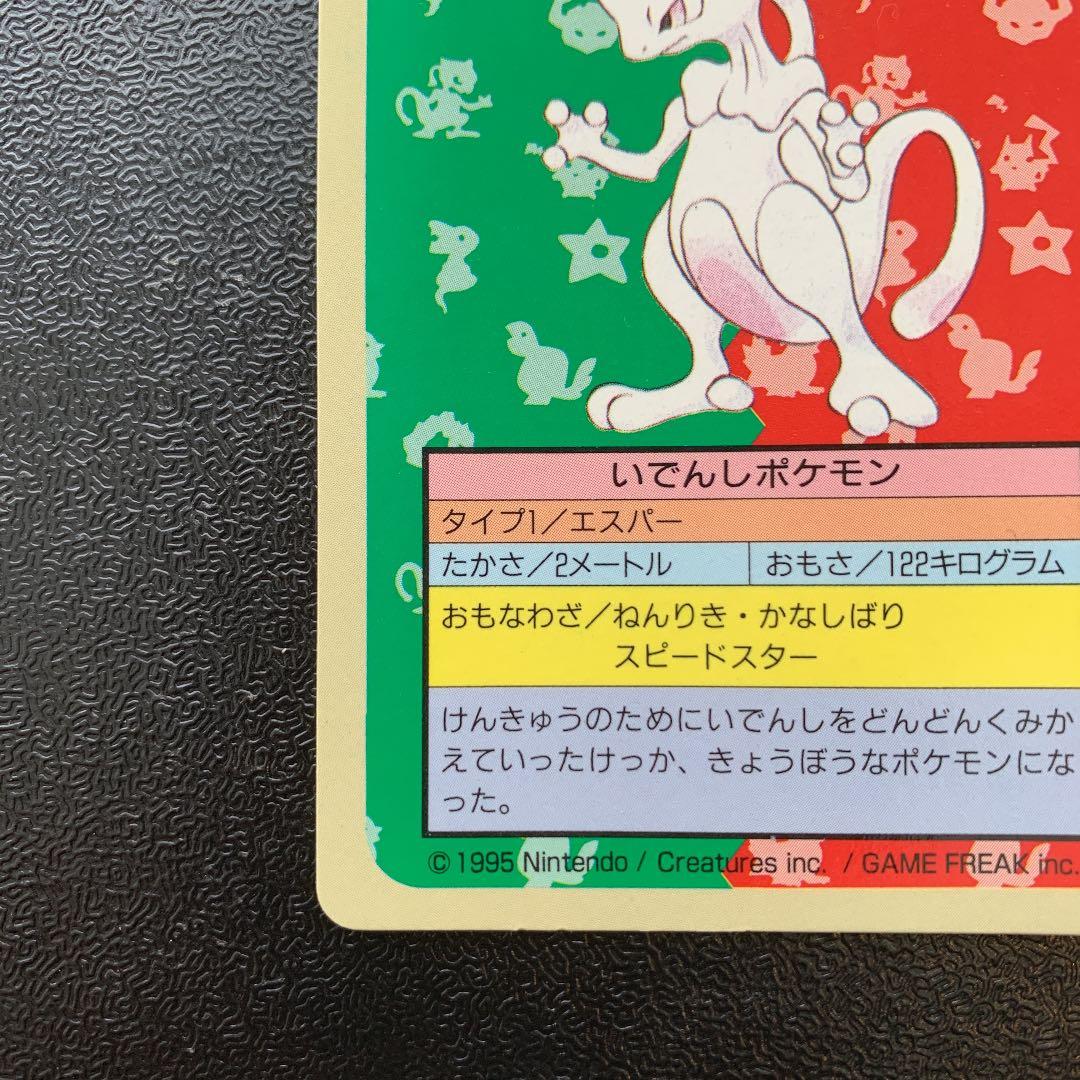 いでんしポケモン
タイプ1／エスパー
たかさ／2メートル おもさ／122キログラム
おもなわざ／ねんりき・かなしばり
スピードスター
けんきゅうのためにいでんしをどんどんくみか
えていったけっか、きょうぼうなポケモンにな
った。
© 1995 Nintendo / Creatures inc. / GAME FREAK inc.